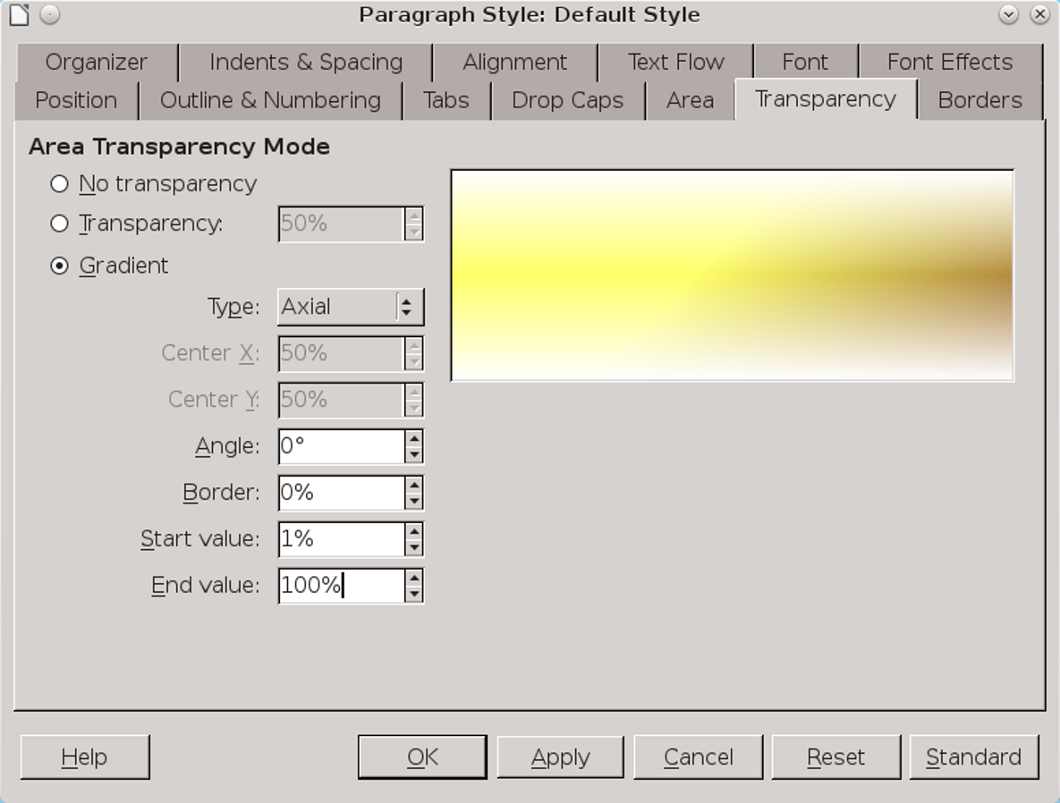 Paragraph Style: Default Style
Organizer Indents & Spacing Alignment Text Flow Font Font Effects
Position Outline & Numbering Tabs Drop Caps Area Transparency Borders
Area Transparency Mode
No transparency
Transparency: 50%
Gradient
Type: Axial
Center X: 50%
Center Y: 50%
Angle: 0°
Border: 0%
Start value: 1%
End value: 100%
Help OK Apply Cancel Reset Standard